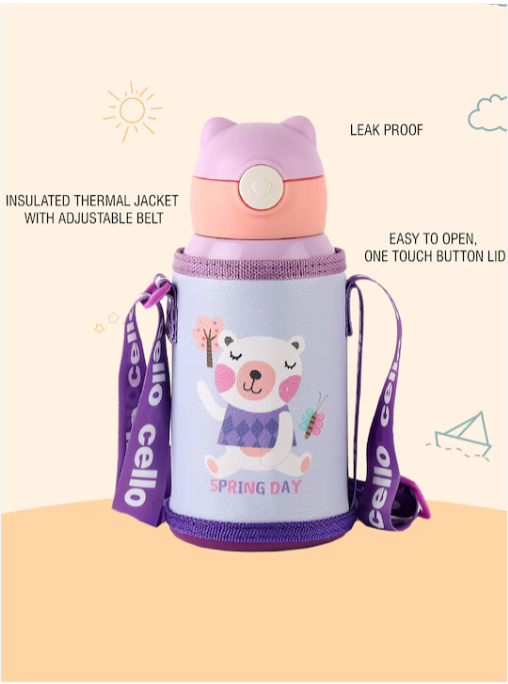 LEAK PROOF
INSULATED THERMAL JACKET
WITH ADJUSTABLE BELT
EASY TO OPEN,
ONE TOUCH BUTTON LID
cello
cello
cello
cello
SPRING DAY